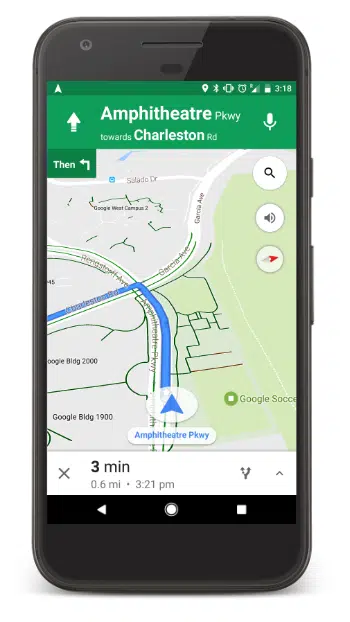 3:18
Amphitheatre Pkwy
towards Charleston Rd
Then
Salado Dr
Google West Campus 2
Garcia Ave
Rengstorff Ave
Garcia Ave
Charleston Rd
Amphitheatre Pkwy
Google Bldg 2000
Google Socce
Google Bldg 1900
Amphitheatre Pkwy
3 min
0.6 mi • 3:21 pm